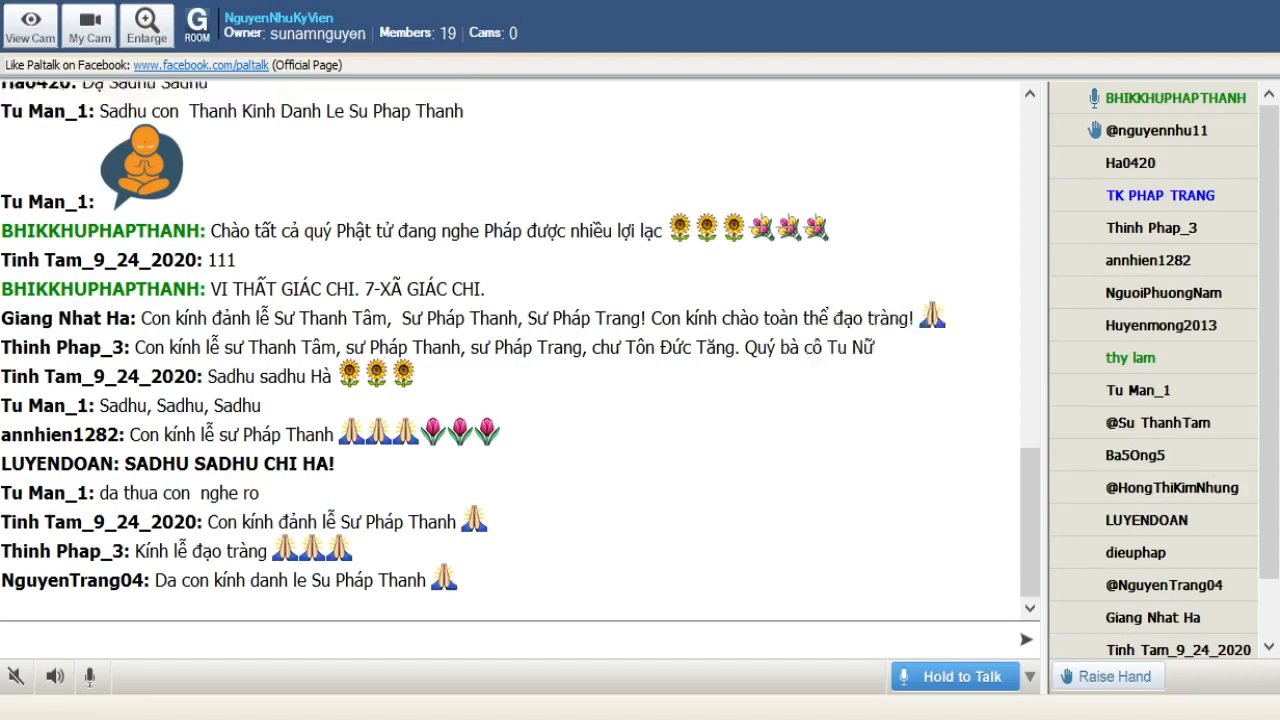 View Cam
My Cam
Enlarge
G
ROOM
NguyenNhuKyVien
Owner: sunamnguyen | Members: 19 | Cams: 0
Like Paltalk on Facebook: www.facebook.com/paltalk (Official Page)
Ha0420: Dạ Sadhu Sadhu
Tu Man_1: Sadhu con  Thanh Kinh Danh Le Su Phap Thanh
Tu Man_1:
BHIKKHUPHAPTHANH: Chào tất cả quý Phật tử đang nghe Pháp được nhiều lợi lạc
Tinh Tam_9_24_2020: 111
BHIKKHUPHAPTHANH: VI THẤT GIÁC CHI. 7-XÃ GIÁC CHI.
Giang Nhat Ha: Con kính đảnh lễ Sư Thanh Tâm,  Sư Pháp Thanh, Sư Pháp Trang! Con kính chào toàn thể đạo tràng!
Thinh Phap_3: Con kính lễ sư Thanh Tâm, sư Pháp Thanh, sư Pháp Trang, chư Tôn Đức Tăng. Quý bà cô Tu Nữ
Tinh Tam_9_24_2020: Sadhu sadhu Hà
Tu Man_1: Sadhu, Sadhu, Sadhu
annhien1282: Con kính lễ sư Pháp Thanh
LUYENDOAN: SADHU SADHU CHI HA!
Tu Man_1: da thua con  nghe ro
Tinh Tam_9_24_2020: Con kính đảnh lễ Sư Pháp Thanh
Thinh Phap_3: Kính lễ đạo tràng
NguyenTrang04: Da con kính danh le Su Pháp Thanh
BHIKKHUPHAPTHANH
@nguyennhu11
Ha0420
TK PHAP TRANG
Thinh Phap_3
annhien1282
NguoiPhuongNam
Huyenmong2013
thy lam
Tu Man_1
@Su ThanhTam
Ba5Ong5
@HongThiKimNhung
LUYENDOAN
dieuphap
@NguyenTrang04
Giang Nhat Ha
Tinh Tam_9_24_2020
Hold to Talk
Raise Hand